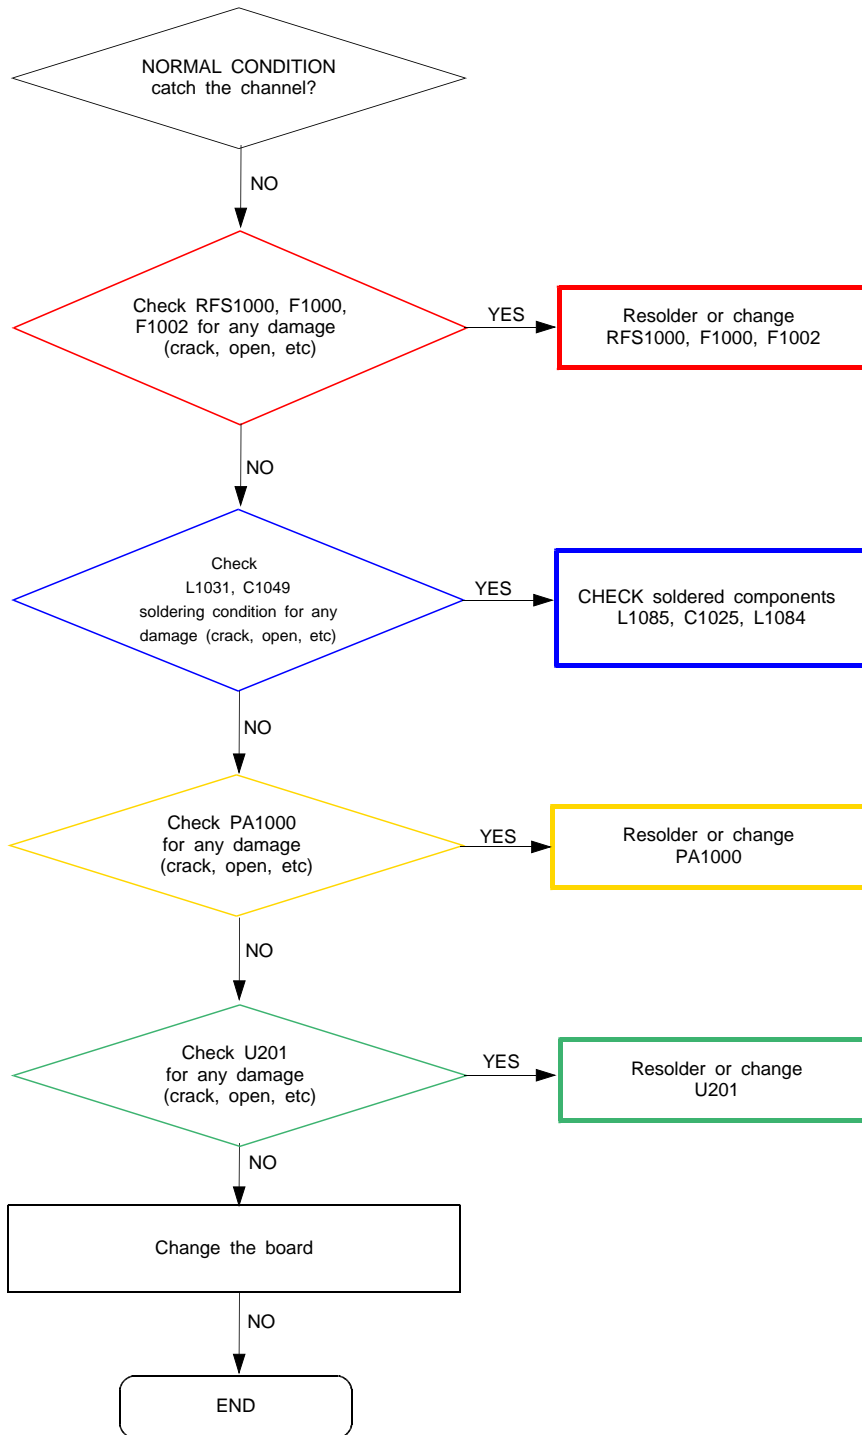 NORMAL CONDITION
catch the channel?
NO
Check RFS1000, F1000,
F1002 for any damage
(crack, open, etc)
YES
Resolder or change
RFS1000, F1000, F1002
NO
Check
L1031, C1049
soldering condition for any
damage (crack, open, etc)
YES
CHECK soldered components
L1085, C1025, L1084
NO
Check PA1000
for any damage
(crack, open, etc)
YES
Resolder or change
PA1000
NO
Check U201
for any damage
(crack, open, etc)
YES
Resolder or change
U201
NO
Change the board
NO
END